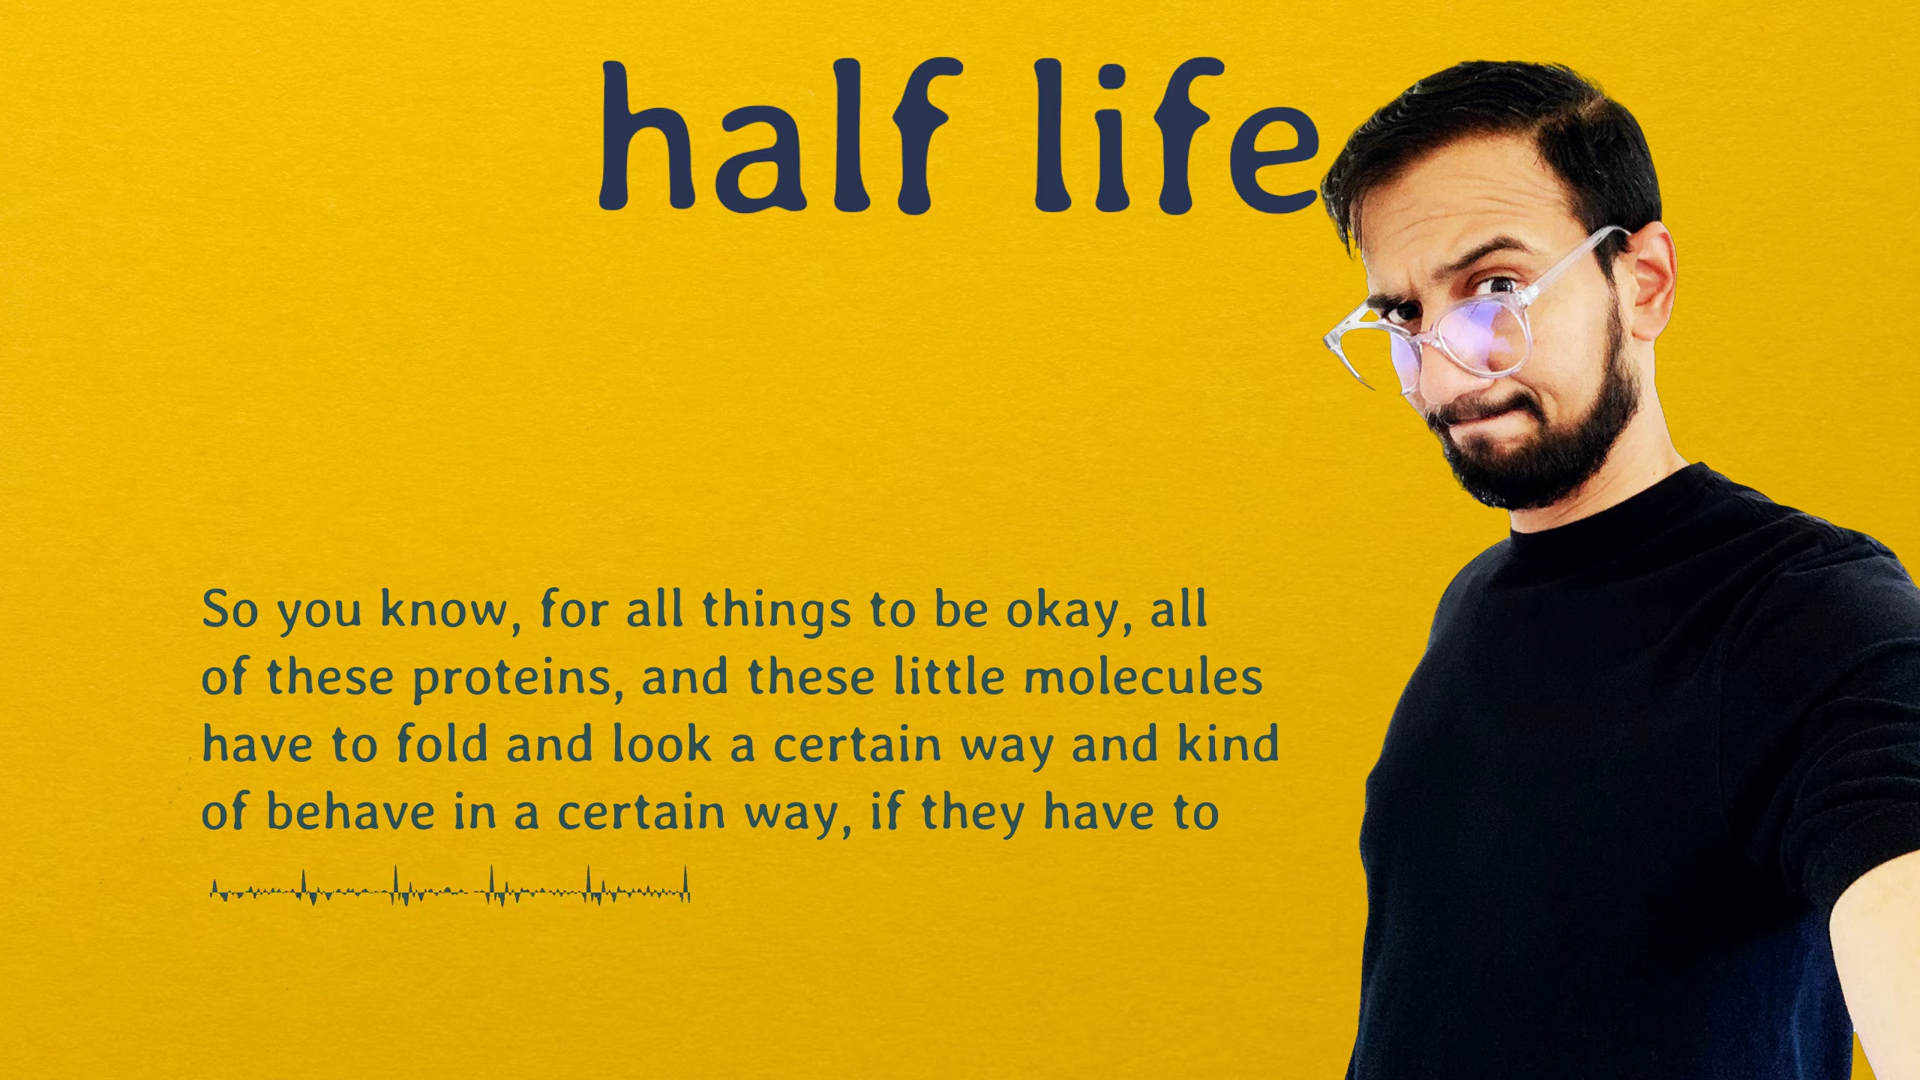 half life
So you know, for all things to be okay, all
of these proteins, and these little molecules
have to fold and look a certain way and kind
of behave in a certain way, if they have to